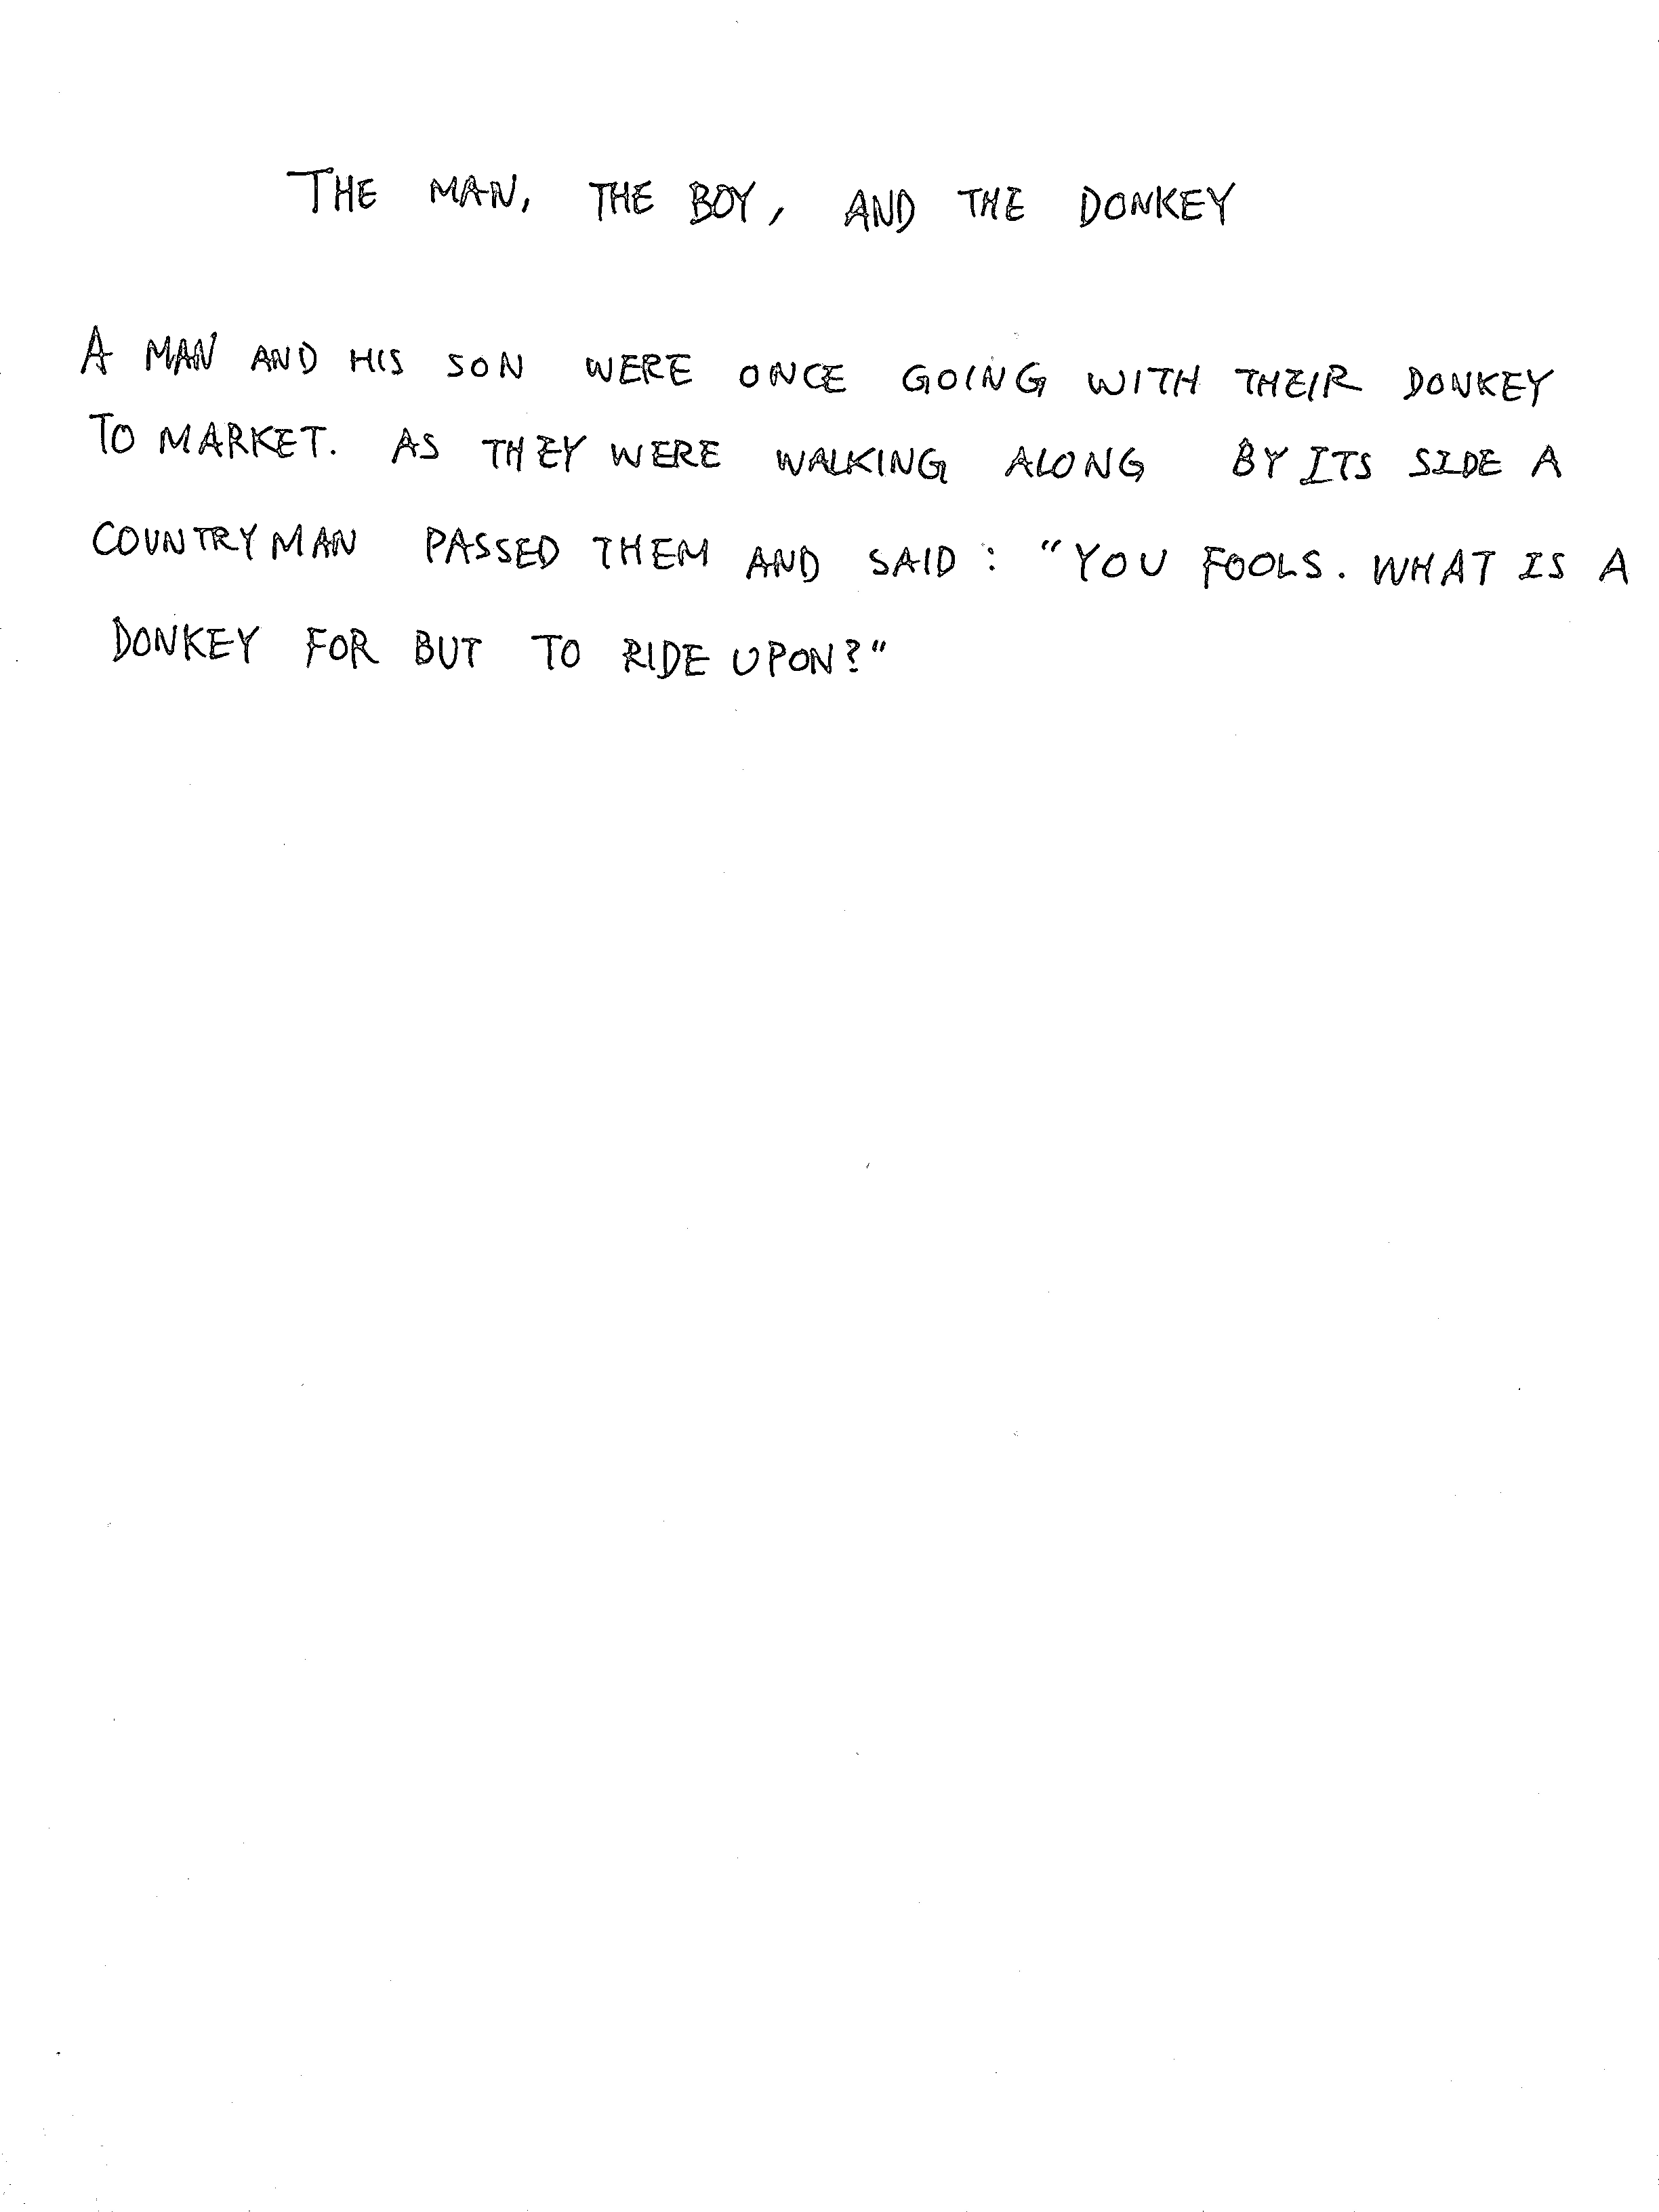 THE MAN, THE BOY, AND THE DONKEY
A MAN AND HIS SON WERE ONCE GOING WITH THEIR DONKEY
TO MARKET. AS THEY WERE WALKING ALONG BY ITS SIDE A
COUNTRYMAN PASSED THEM AND SAID: "YOU FOOLS. WHAT IS A
DONKEY FOR BUT TO RIDE UPON?"